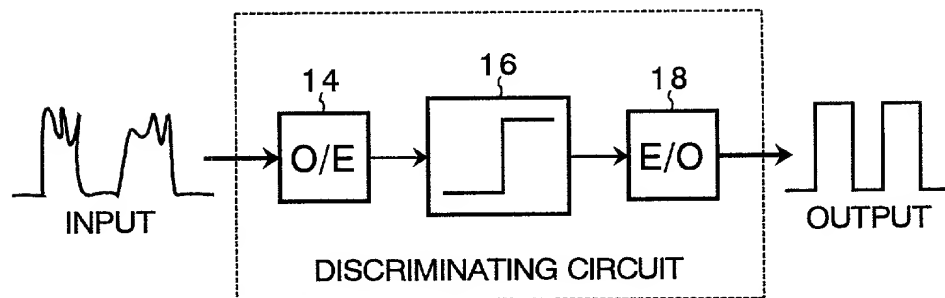 14
16
18
O/E
E/O
INPUT
OUTPUT
DISCRIMINATING CIRCUIT